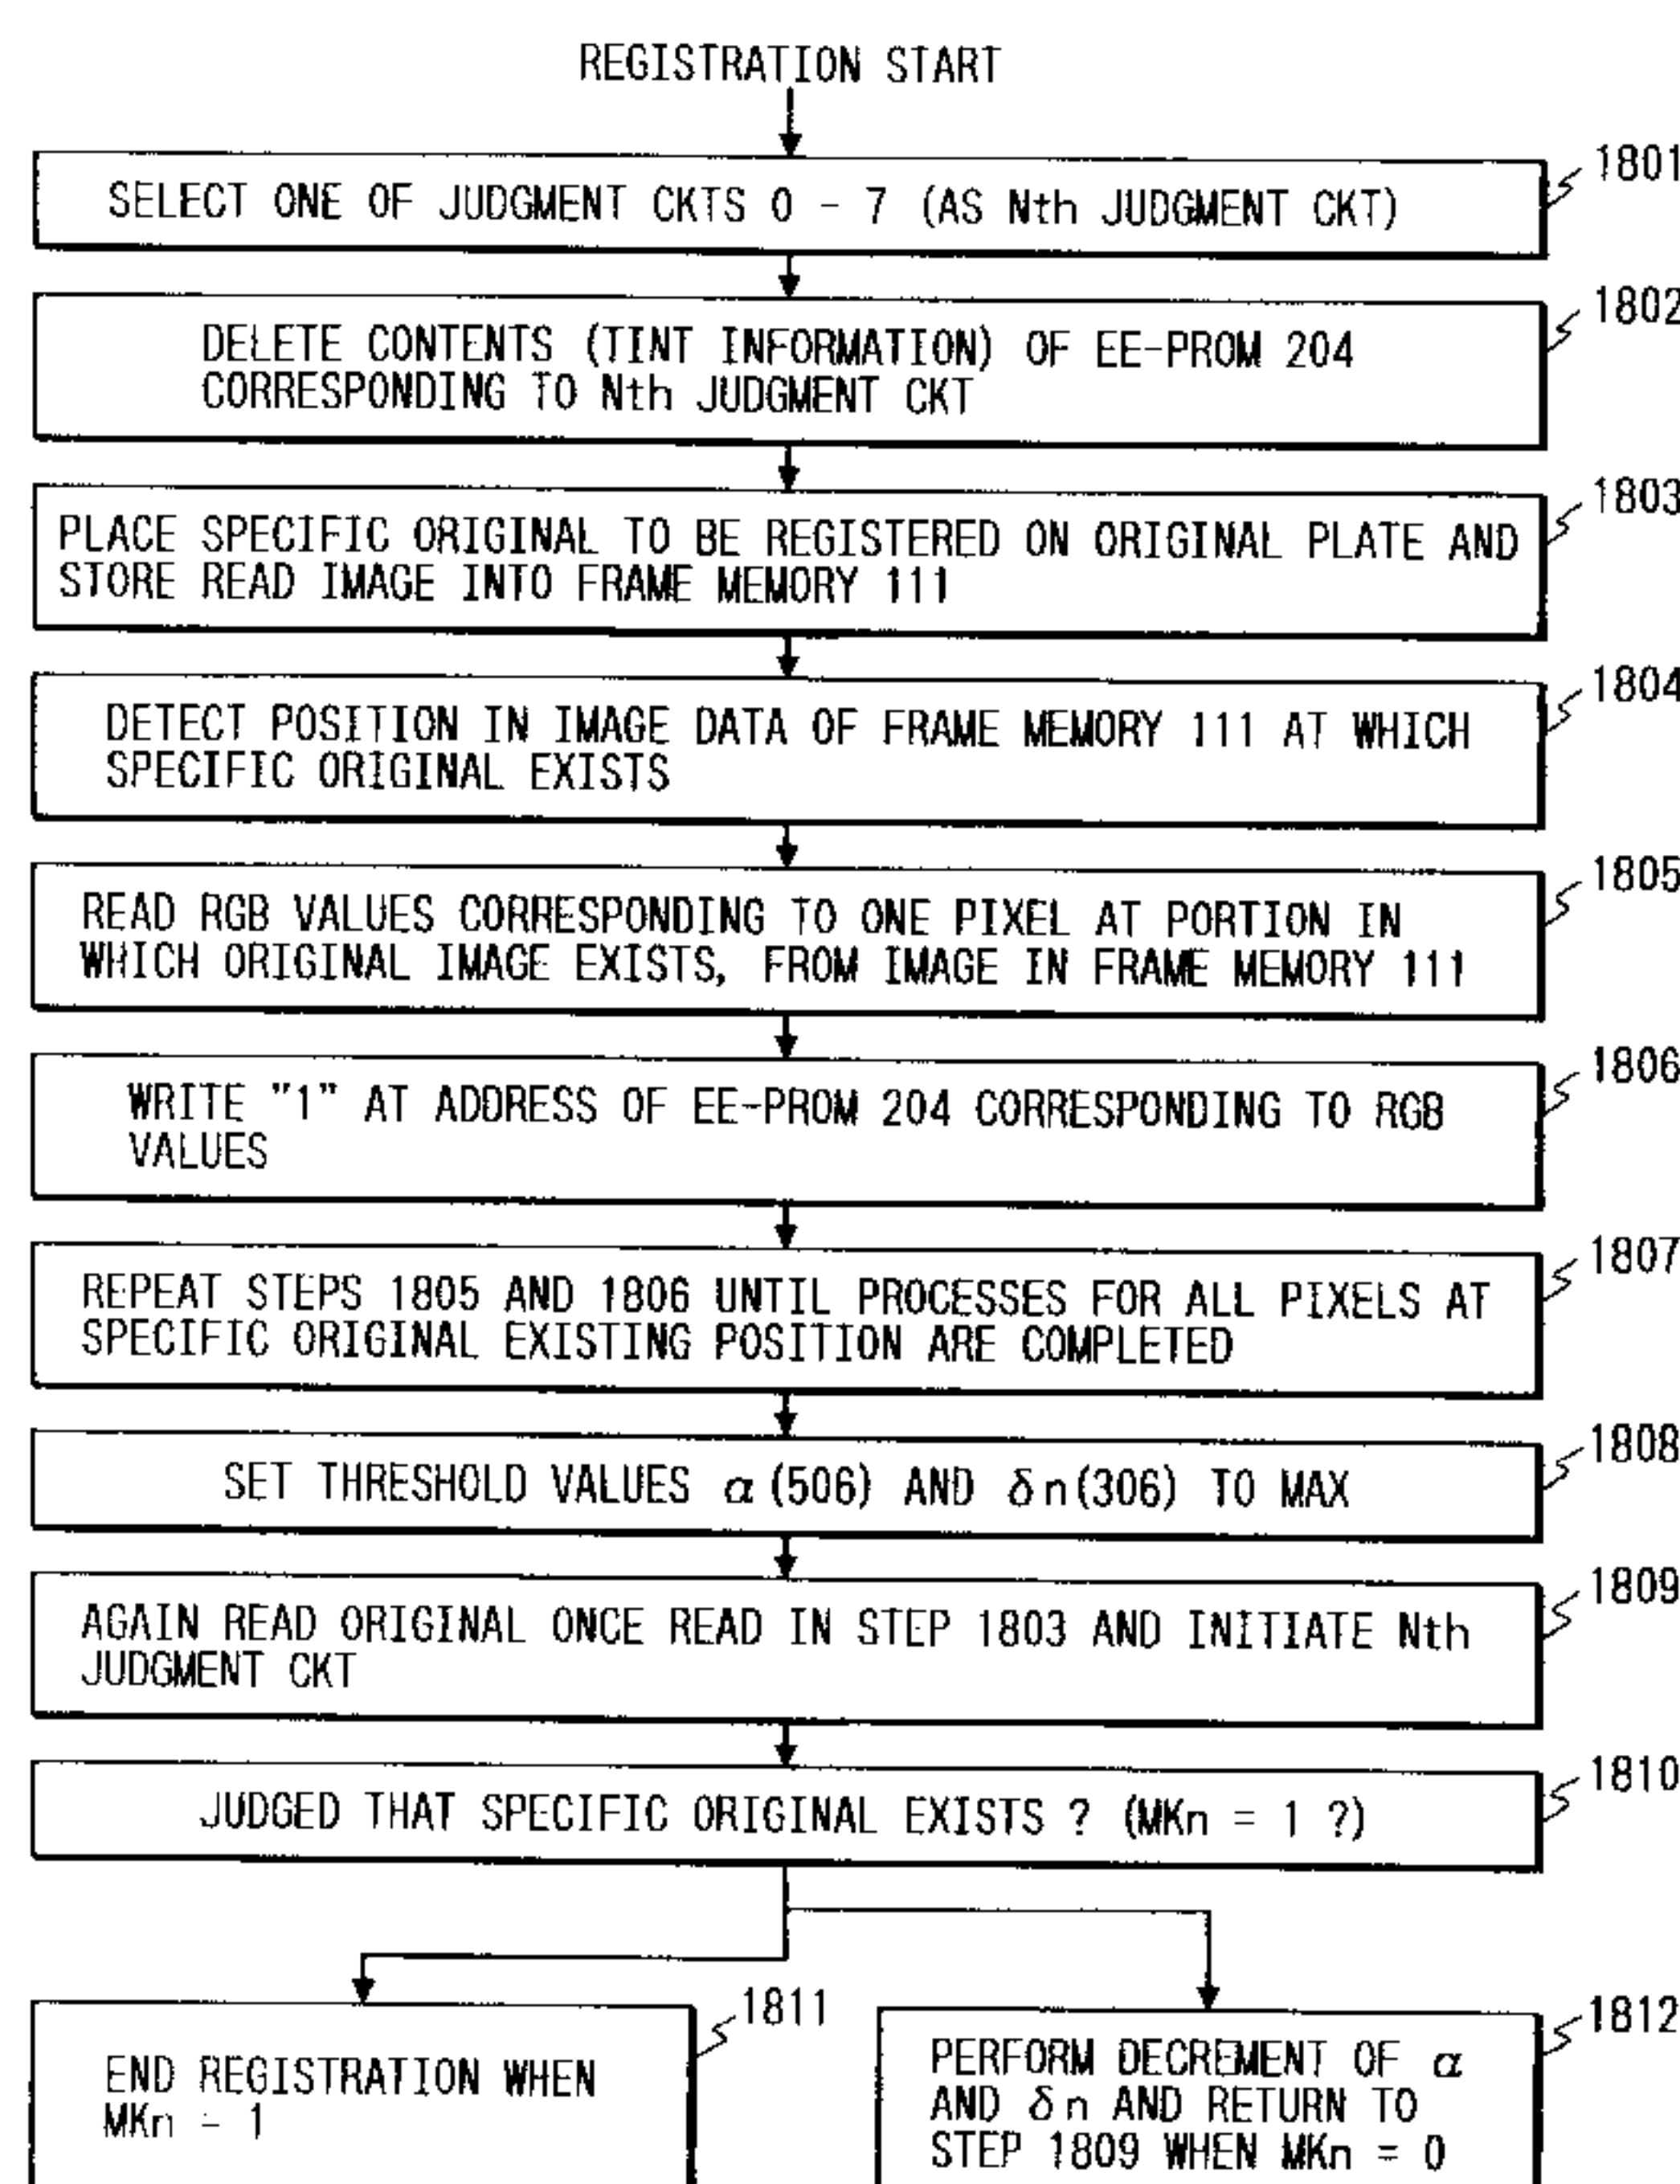 REGISTRATION START
1801
SELECT ONE OF JUDGMENT CKTS 0 - 7 (AS Nth JUDGMENT CKT)
1802
DELETE CONTENTS (TINT INFORMATION) OF EE-PROM 204
CORRESPONDING TO Nth JUDGMENT CKT
1803
PLACE SPECIFIC ORIGINAL TO BE REGISTERED ON ORIGINAL PLATE AND
STORE READ IMAGE INTO FRAME MEMORY 111
1804
DETECT POSITION IN IMAGE DATA OF FRAME MEMORY 111 AT WHICH
SPECIFIC ORIGINAL EXISTS
1805
READ RGB VALUES CORRESPONDING TO ONE PIXEL AT PORTION IN
WHICH ORIGINAL IMAGE EXISTS, FROM IMAGE IN FRAME MEMORY 111
1806
WRITE "1" AT ADDRESS OF EE-PROM 204 CORRESPONDING TO RGB
VALUES
1807
REPEAT STEPS 1805 AND 1806 UNTIL PROCESSES FOR ALL PIXELS AT
SPECIFIC ORIGINAL EXISTING POSITION ARE COMPLETED
1808
SET THRESHOLD VALUES α(506) AND δn(306) TO MAX
1809
AGAIN READ ORIGINAL ONCE READ IN STEP 1803 AND INITIATE Nth
JUDGMENT CKT
1810
JUDGED THAT SPECIFIC ORIGINAL EXISTS ? (MKn = 1 ?)
1811
END REGISTRATION WHEN
MKn = 1
1812
PERFORM DECREMENT OF α
AND δn AND RETURN TO
STEP 1809 WHEN MKn = 0